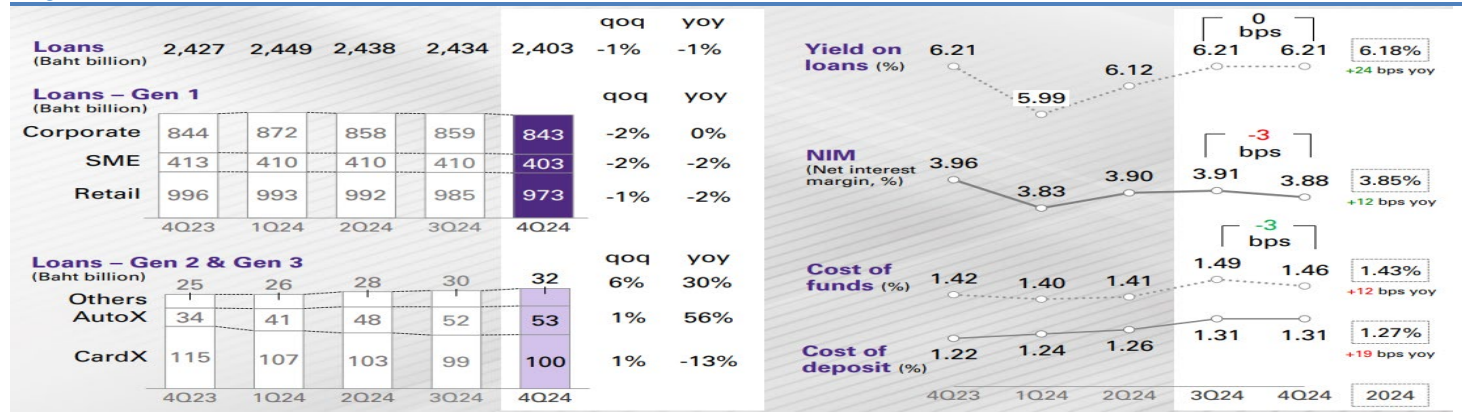 qoq yoy
Loans 2,427 2,449 2,438 2,434 2,403 -1% -1%
(Baht billion)
Loans – Gen 1 qoq yoy
(Baht billion)
Corporate 844 872 858 859 843 -2% 0%
SME 413 410 410 410 403 -2% -2%
Retail 996 993 992 985 973 -1% -2%
4Q23 1Q24 2Q24 3Q24 4Q24
Loans – Gen 2 & Gen 3 qoq yoy
(Baht billion)
Others 25 26 28 30 32 6% 30%
AutoX 34 41 48 52 53 1% 56%
CardX 115 107 103 99 100 1% -13%
4Q23 1Q24 2Q24 3Q24 4Q24
0
bps
Yield on 6.21 5.99 6.12 6.21 6.21 6.18%
loans (%) +24 bps yoy
-3
bps
NIM 3.96 3.83 3.90 3.91 3.88 3.85%
(Net interest
margin, %) +12 bps yoy
-3
bps
Cost of 1.42 1.40 1.41 1.49 1.46 1.43%
funds (%) +12 bps yoy
Cost of 1.22 1.24 1.26 1.31 1.31 1.27%
deposit (%) +19 bps yoy
4Q23 1Q24 2Q24 3Q24 4Q24 2024